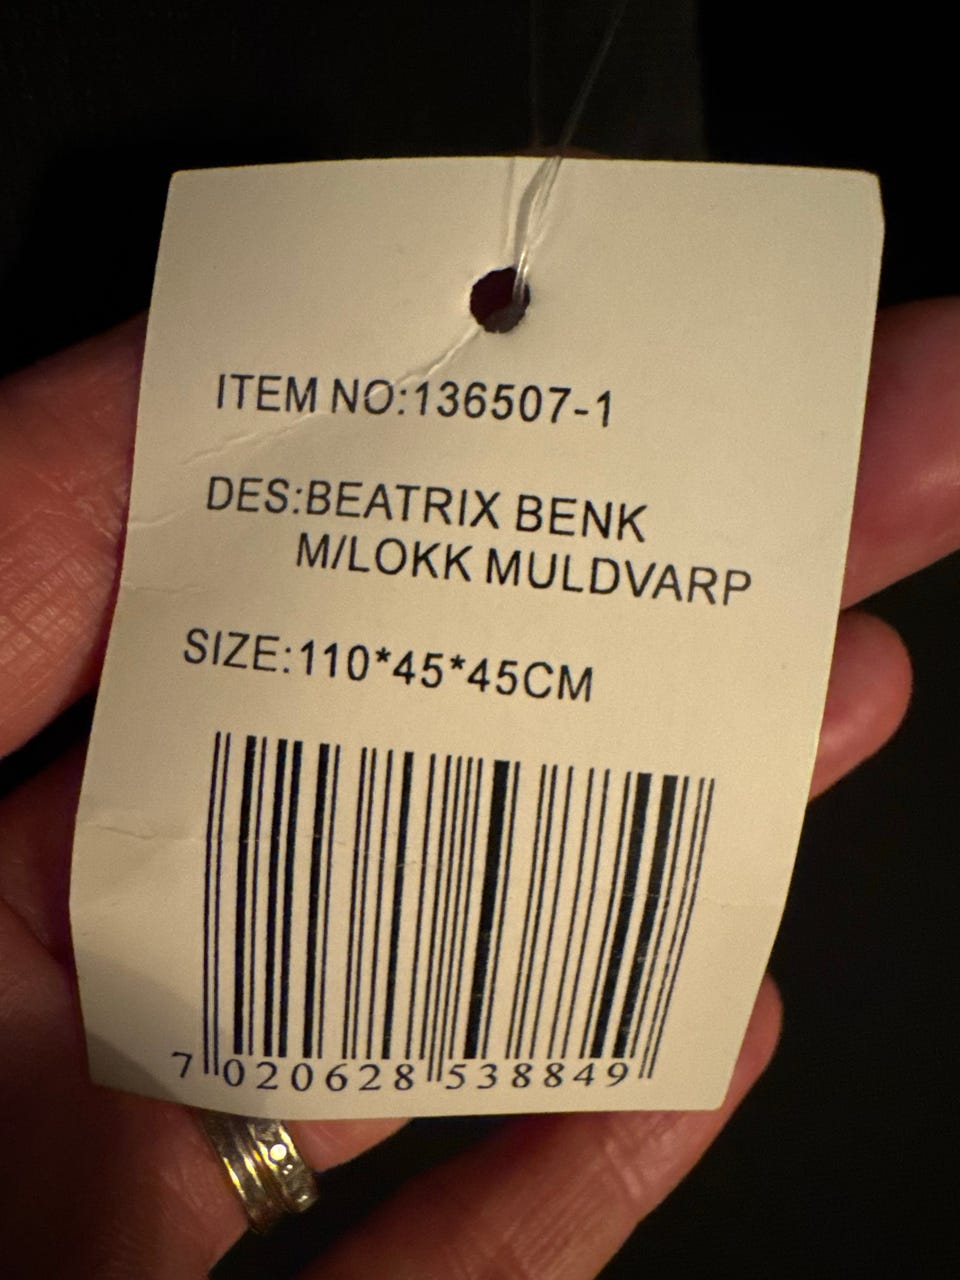 ITEM NO:136507-1
DES:BEATRIX BENK
M/LOKK MULDVARP
SIZE:110*45*45CM
7 020628 538849